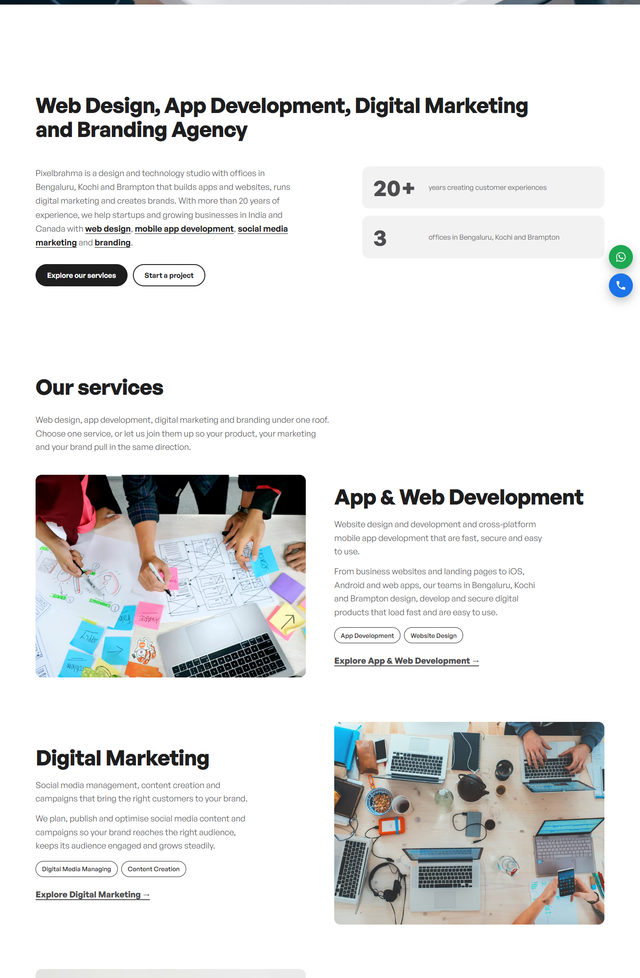 Web Design, App Development, Digital Marketing
and Branding Agency
Pixelbrahma is a design and technology studio with offices in
Bengaluru, Kochi and Brampton that builds apps and websites, runs
digital marketing and creates brands. With more than 20 years of
experience, we help startups and growing businesses in India and
Canada with web design, mobile app development, social media
marketing and branding.
20+ years creating customer experiences
3 offices in Bengaluru, Kochi and Brampton
Explore our services Start a project
Our services
Web design, app development, digital marketing and branding under one roof.
Choose one service, or let us join them up so your product, your marketing
and your brand pull in the same direction.
App & Web Development
Website design and development and cross-platform
mobile app development that are fast, secure and easy
to use.
From business websites and landing pages to iOS,
Android and web apps, our teams in Bengaluru, Kochi
and Brampton design, develop and secure digital
products that load fast and are easy to use.
App Development Website Design
Explore App & Web Development →
Digital Marketing
Social media management, content creation and
campaigns that bring the right customers to your brand.
We plan, publish and optimise social media content and
campaigns so your brand reaches the right audience,
keeps its audience engaged and grows steadily.
Digital Media Managing Content Creation
Explore Digital Marketing →